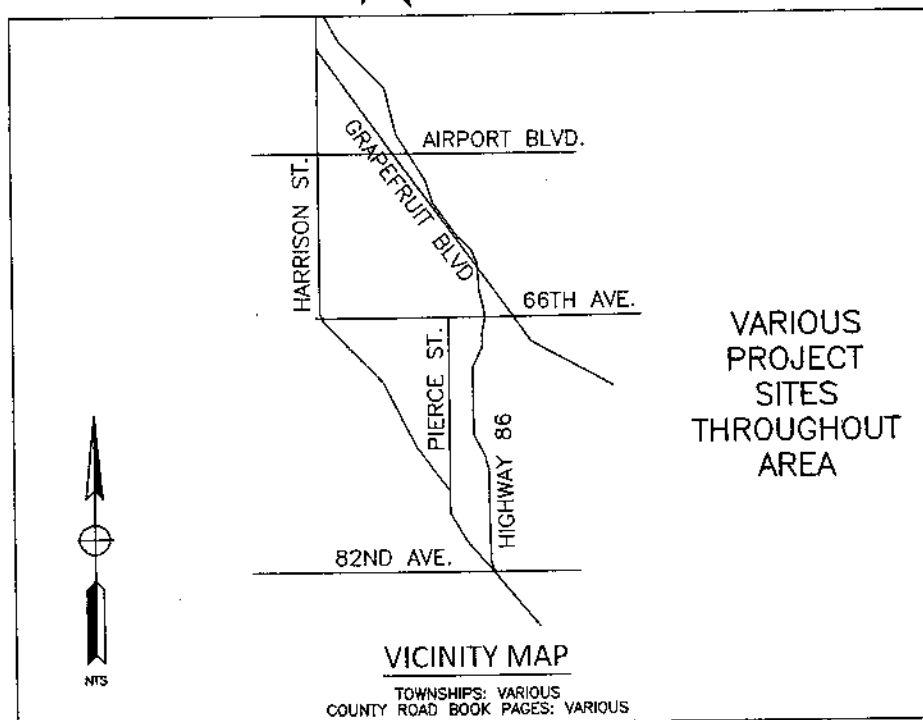 AIRPORT BLVD.
GRAPEFRUIT BLVD
HARRISON ST.
66TH AVE.
PIERCE ST.
HIGHWAY 86
82ND AVE.
VARIOUS
PROJECT
SITES
THROUGHOUT
AREA
NTS
VICINITY MAP
TOWNSHIPS: VARIOUS
COUNTY ROAD BOOK PAGES: VARIOUS